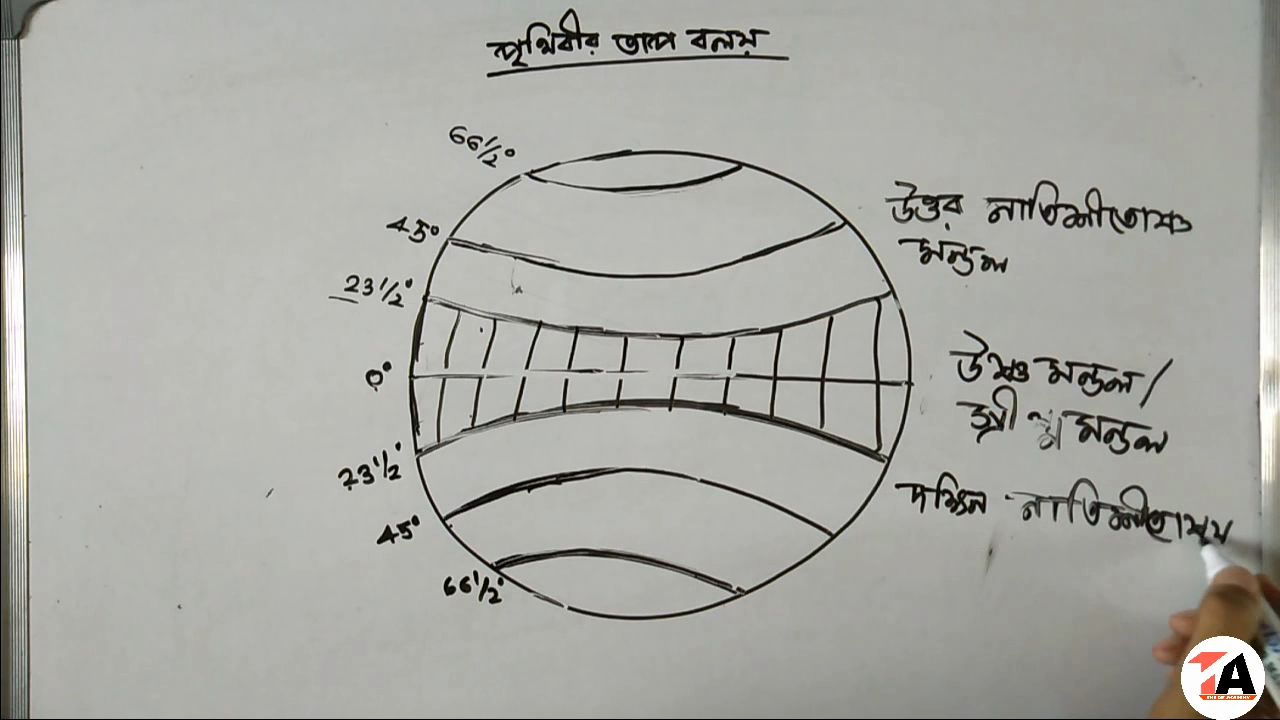 পৃথিবীর তাপ বলয়
66½°
45°
23½°
0°
23½°
45°
66½°
উত্তর নাতিশীতোষ্ণ
মন্ডল
উষ্ণ মন্ডল /
গ্রীষ্ম মন্ডল
দক্ষিন নাতিশীতোষ্ণ
1A